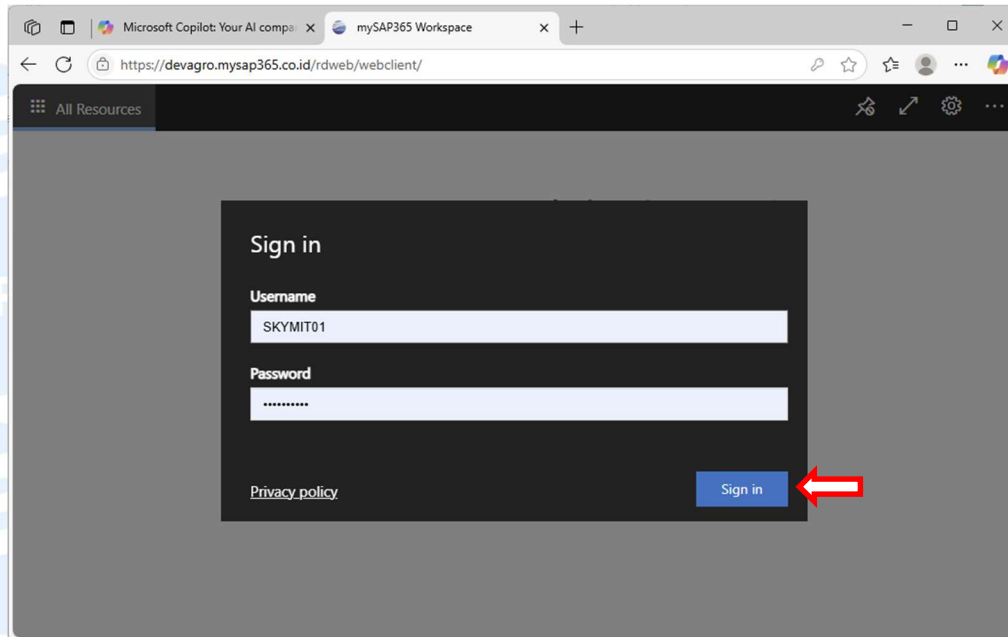 Microsoft Copilot: Your AI compa
mySAP365 Workspace
https://devagro.mysap365.co.id/rdweb/webclient/
All Resources
Sign in
Username
SKYMIT01
Password
••••••••••
Privacy policy
Sign in